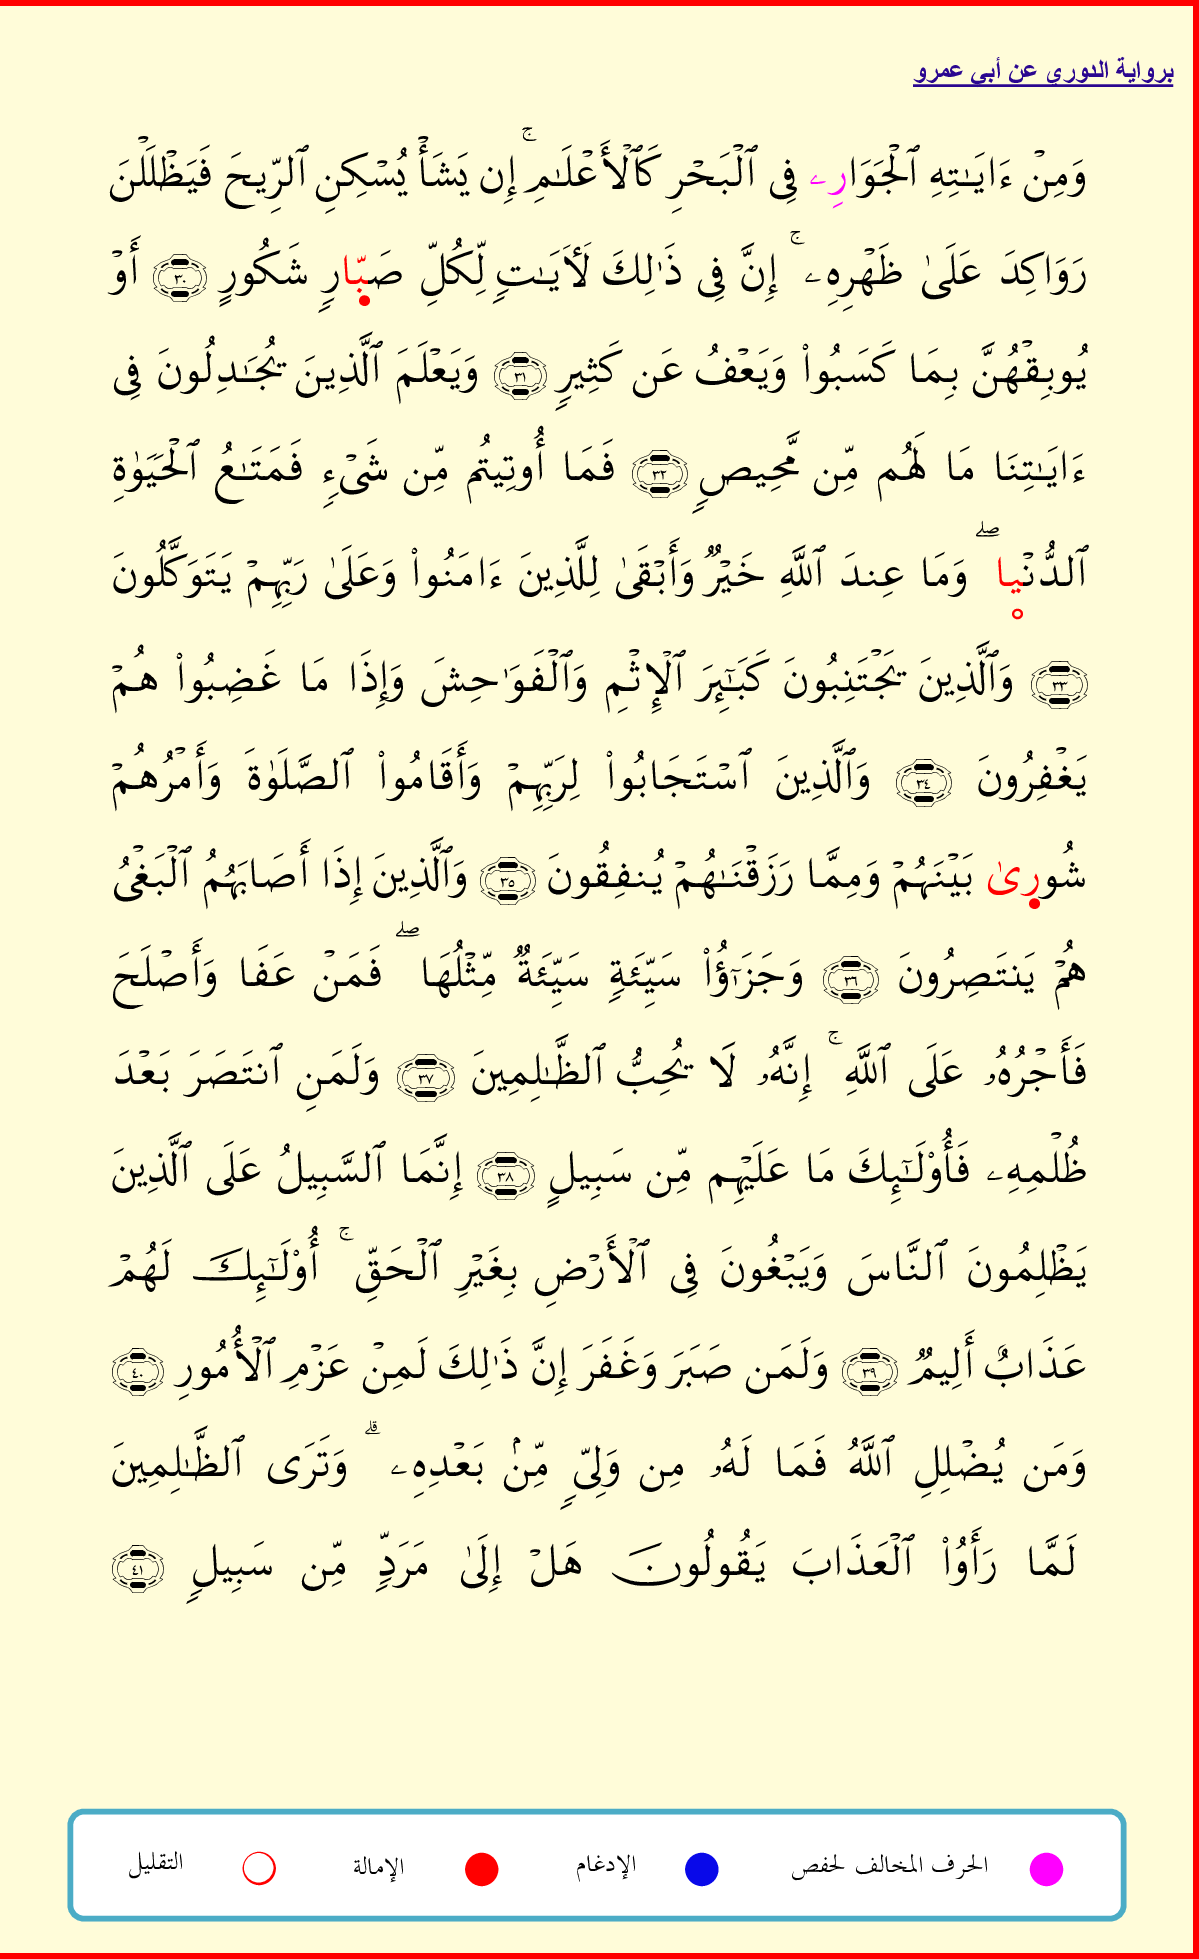 برواية الدوري عن أبي عمرو
وَمِنْ ءَايَـٰتِهِ ٱلْجَوَارِۦ فِى ٱلْبَحْرِ كَٱلْأَعْلَـٰمِ ۚ إِن يَشَأْ يُسْكِنِ ٱلرِّيحَ فَيَظْلَلْنَ
رَوَاكِدَ عَلَىٰ ظَهْرِهِۦ ۚ إِنَّ فِى ذَٰلِكَ لَـَٔايَـٰتٍ لِّكُلِّ صَبّارٍ شَكُورٍ ٣٠ أَوْ
يُوبِقْهُنَّ بِمَا كَسَبُوا۟ وَيَعْفُ عَن كَثِيرٍ ٣١ وَيَعْلَمَ ٱلَّذِينَ يُجَـٰدِلُونَ فِى
ءَايَـٰتِنَا مَا لَهُم مِّن مَّحِيصٍ ٣٢ فَمَا أُوتِيتُم مِّن شَىْءٍ فَمَتَـٰعُ ٱلْحَيَوٰةِ
ٱلدُّنْيا ۖ وَمَا عِندَ ٱللَّهِ خَيْرٌ وَأَبْقَىٰ لِلَّذِينَ ءَامَنُوا۟ وَعَلَىٰ رَبِّهِمْ يَتَوَكَّلُونَ
٣٣ وَٱلَّذِينَ يَجْتَنِبُونَ كَبَـٰٓئِرَ ٱلْإِثْمِ وَٱلْفَوَٰحِشَ وَإِذَا مَا غَضِبُوا۟ هُمْ
يَغْفِرُونَ ٣٤ وَٱلَّذِينَ ٱسْتَجَابُوا۟ لِرَبِّهِمْ وَأَقَامُوا۟ ٱلصَّلَوٰةَ وَأَمْرُهُمْ
شُورىٰ بَيْنَهُمْ وَمِمَّا رَزَقْنَـٰهُمْ يُنفِقُونَ ٣٥ وَٱلَّذِينَ إِذَا أَصَابَهُمُ ٱلْبَغْىُ
هُمْ يَنتَصِرُونَ ٣٦ وَجَزَٰٓؤُا۟ سَيِّئَةٍ سَيِّئَةٌ مِّثْلُهَا ۖ فَمَنْ عَفَا وَأَصْلَحَ
فَأَجْرُهُۥ عَلَى ٱللَّهِ ۚ إِنَّهُۥ لَا يُحِبُّ ٱلظَّـٰلِمِينَ ٣٧ وَلَمَنِ ٱنتَصَرَ بَعْدَ
ظُلْمِهِۦ فَأُو۟لَـٰٓئِكَ مَا عَلَيْهِم مِّن سَبِيلٍ ٣٨ إِنَّمَا ٱلسَّبِيلُ عَلَى ٱلَّذِينَ
يَظْلِمُونَ ٱلنَّاسَ وَيَبْغُونَ فِى ٱلْأَرْضِ بِغَيْرِ ٱلْحَقِّ ۚ أُو۟لَـٰٓئِكَ لَهُمْ
عَذَابٌ أَلِيمٌ ٣٩ وَلَمَن صَبَرَ وَغَفَرَ إِنَّ ذَٰلِكَ لَمِنْ عَزْمِ ٱلْأُمُورِ ٤٠
وَمَن يُضْلِلِ ٱللَّهُ فَمَا لَهُۥ مِن وَلِىٍّ مِّنۢ بَعْدِهِۦ ۗ وَتَرَى ٱلظَّـٰلِمِينَ
لَمَّا رَأَوُا۟ ٱلْعَذَابَ يَقُولُونَ هَلْ إِلَىٰ مَرَدٍّ مِّن سَبِيلٍ ٤١
الحرف المخالف لحفص الإدغام الإمالة التقليل